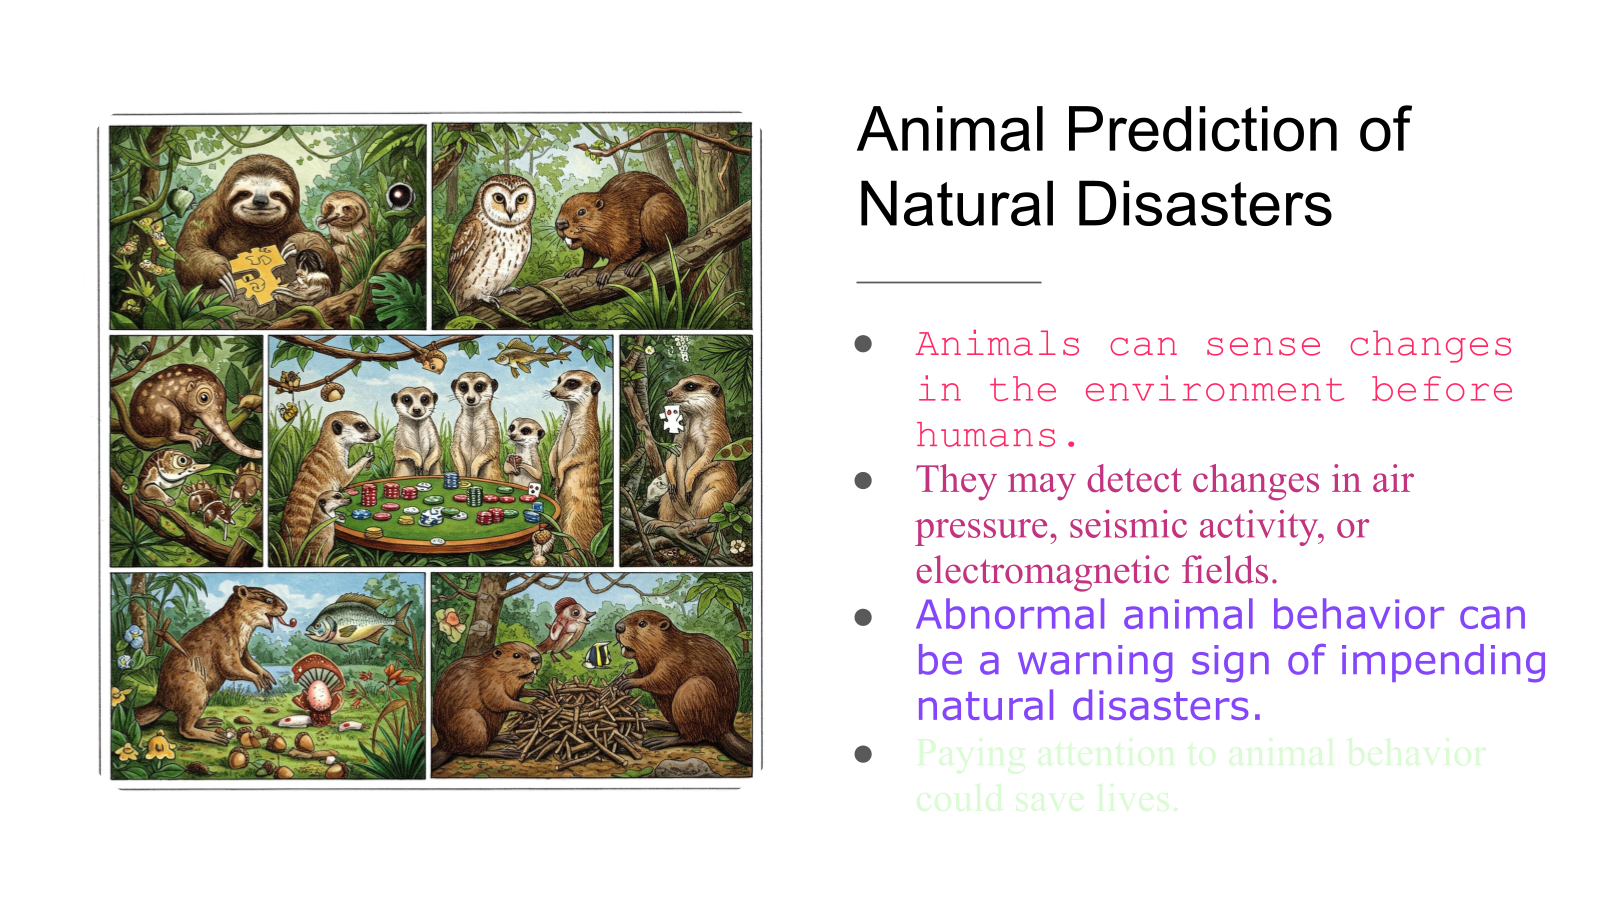 Animal Prediction of
Natural Disasters
● Animals can sense changes
in the environment before
humans.
● They may detect changes in air
pressure, seismic activity, or
electromagnetic fields.
● Abnormal animal behavior can
be a warning sign of impending
natural disasters.
● Paying attention to animal behavior
could save lives.